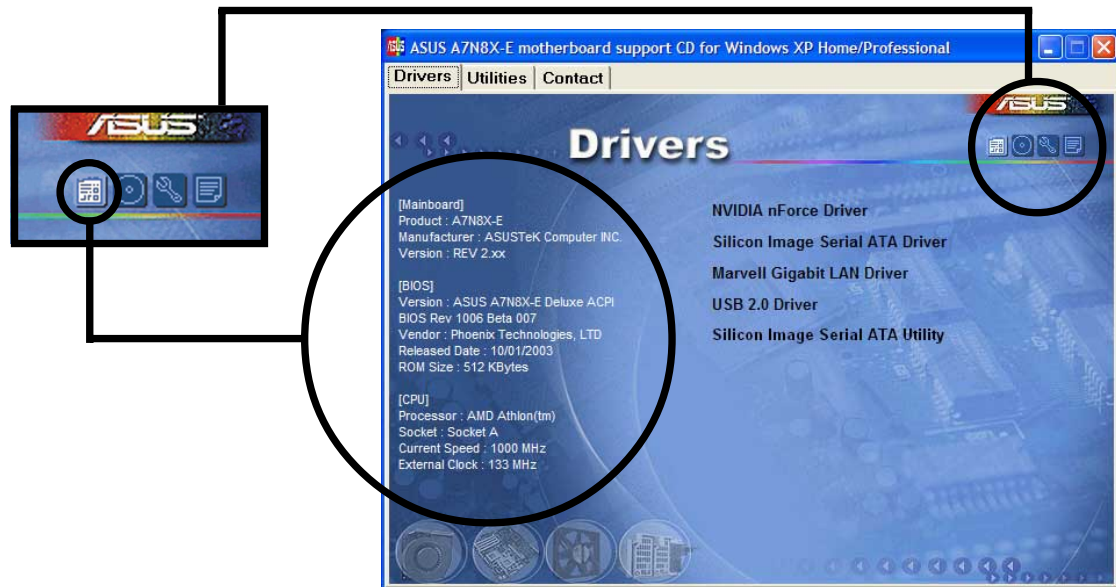 ASUS
ASUS A7N8X-E motherboard support CD for Windows XP Home/Professional
Drivers Utilities Contact
ASUS
Drivers
[Mainboard]
Product : A7N8X-E
Manufacturer : ASUSTeK Computer INC.
Version : REV 2.xx
[BIOS]
Version : ASUS A7N8X-E Deluxe ACPI
BIOS Rev 1006 Beta 007
Vendor : Phoenix Technologies, LTD
Released Date : 10/01/2003
ROM Size : 512 KBytes
[CPU]
Processor : AMD Athlon(tm)
Socket : Socket A
Current Speed : 1000 MHz
External Clock : 133 MHz
NVIDIA nForce Driver
Silicon Image Serial ATA Driver
Marvell Gigabit LAN Driver
USB 2.0 Driver
Silicon Image Serial ATA Utility